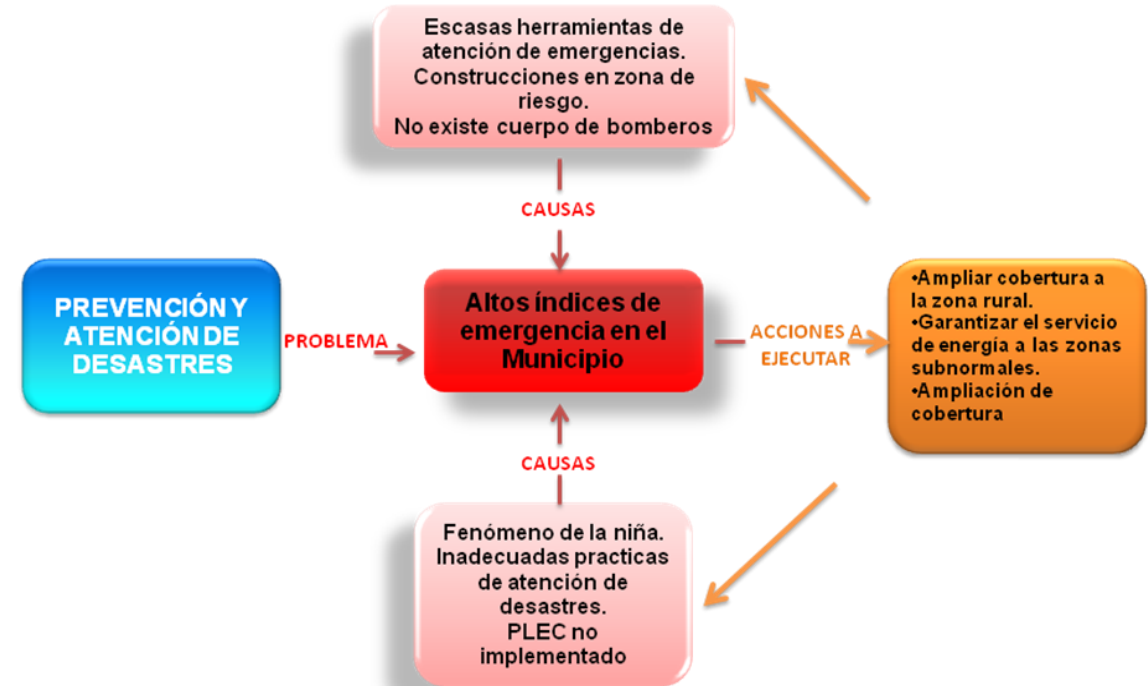 Escasas herramientas de
atención de emergencias.
Construcciones en zona de
riesgo.
No existe cuerpo de bomberos
CAUSAS
PREVENCIÓN Y
ATENCIÓN DE
DESASTRES
PROBLEMA
Altos índices de
emergencia en el
Municipio
ACCIONES A
EJECUTAR
•Ampliar cobertura a
la zona rural.
•Garantizar el servicio
de energía a las zonas
subnormales.
•Ampliación de
cobertura
CAUSAS
Fenómeno de la niña.
Inadecuadas practicas
de atención de
desastres.
PLEC no
implementado